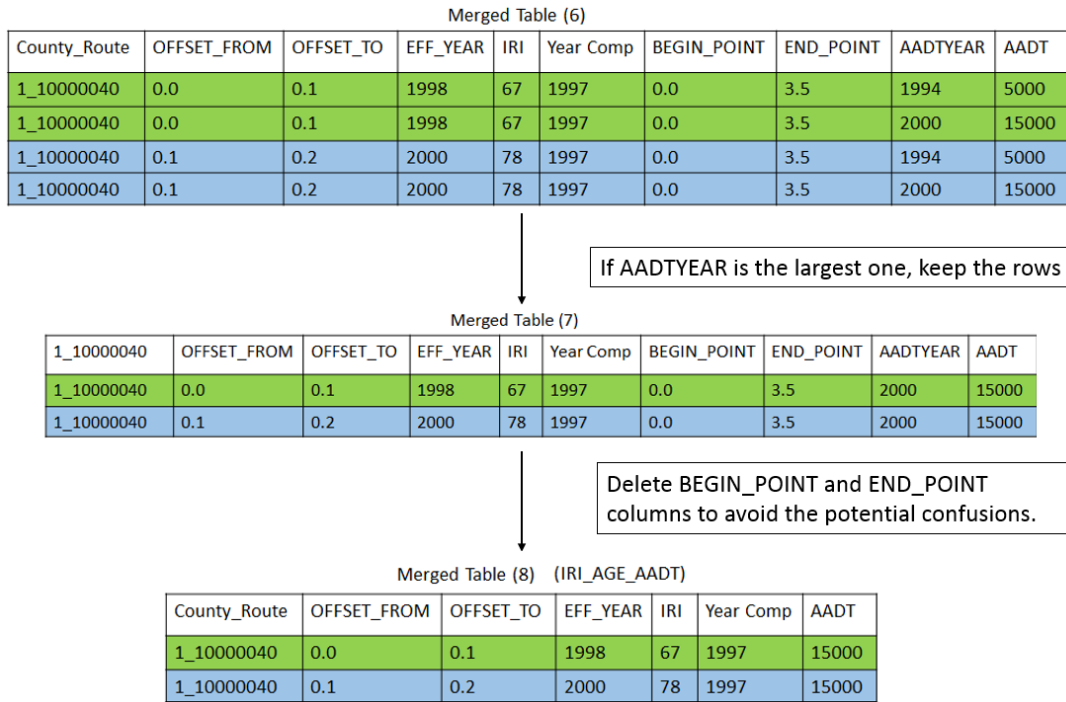 Merged Table (6)
County_Route OFFSET_FROM OFFSET_TO EFF_YEAR IRI Year Comp BEGIN_POINT END_POINT AADTYEAR AADT
1_10000040 0.0 0.1 1998 67 1997 0.0 3.5 1994 5000
1_10000040 0.0 0.1 1998 67 1997 0.0 3.5 2000 15000
1_10000040 0.1 0.2 2000 78 1997 0.0 3.5 1994 5000
1_10000040 0.1 0.2 2000 78 1997 0.0 3.5 2000 15000
If AADTYEAR is the largest one, keep the rows
Merged Table (7)
1_10000040 OFFSET_FROM OFFSET_TO EFF_YEAR IRI Year Comp BEGIN_POINT END_POINT AADTYEAR AADT
1_10000040 0.0 0.1 1998 67 1997 0.0 3.5 2000 15000
1_10000040 0.1 0.2 2000 78 1997 0.0 3.5 2000 15000
Delete BEGIN_POINT and END_POINT
columns to avoid the potential confusions.
Merged Table (8) (IRI_AGE_AADT)
County_Route OFFSET_FROM OFFSET_TO EFF_YEAR IRI Year Comp AADT
1_10000040 0.0 0.1 1998 67 1997 15000
1_10000040 0.1 0.2 2000 78 1997 15000